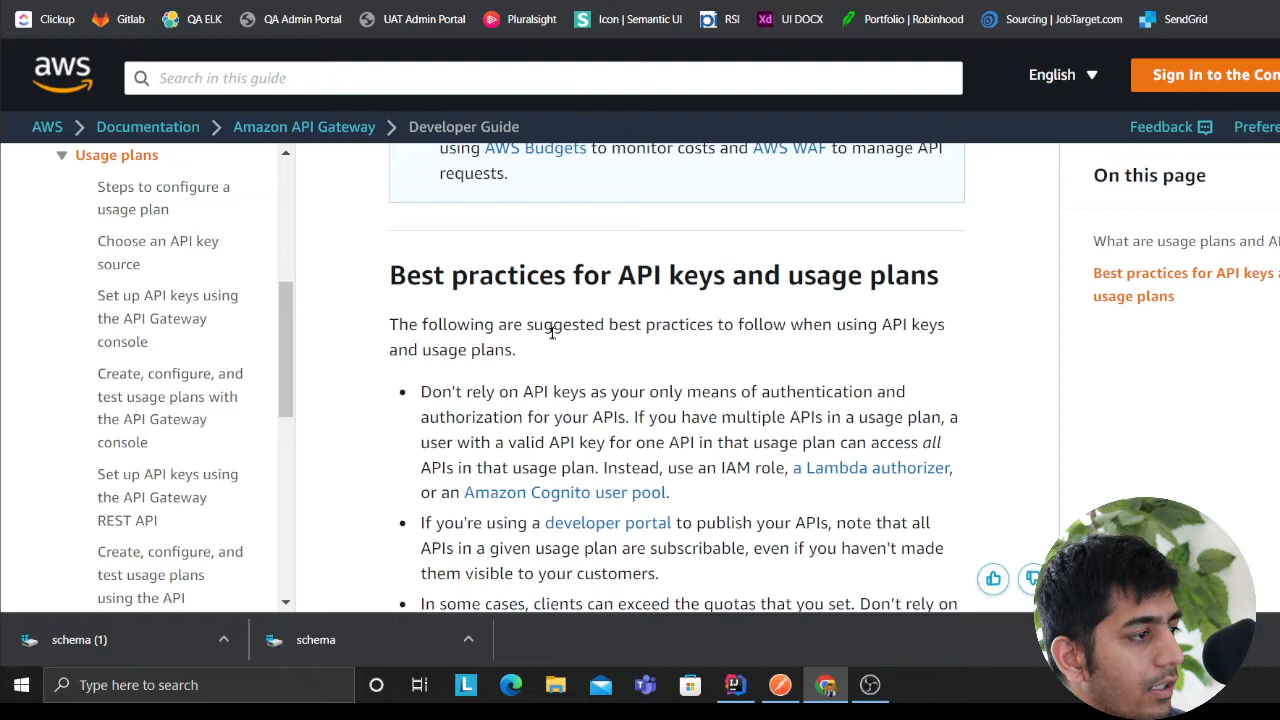 Clickup Gitlab QA ELK QA Admin Portal UAT Admin Portal Pluralsight Icon | Semantic UI RSI UI DOCX Portfolio | Robinhood Sourcing | JobTarget.com SendGrid
aws Search in this guide English Sign In to the Con
AWS Documentation Amazon API Gateway Developer Guide Feedback Prefere
Usage plans
Steps to configure a
usage plan
Choose an API key
source
Set up API keys using
the API Gateway
console
Create, configure, and
test usage plans with
the API Gateway
console
Set up API keys using
the API Gateway
REST API
Create, configure, and
test usage plans
using the API
using AWS Budgets to monitor costs and AWS WAF to manage API
requests.
Best practices for API keys and usage plans
The following are suggested best practices to follow when using API keys
and usage plans.
• Don't rely on API keys as your only means of authentication and
authorization for your APIs. If you have multiple APIs in a usage plan, a
user with a valid API key for one API in that usage plan can access all
APIs in that usage plan. Instead, use an IAM role, a Lambda authorizer,
or an Amazon Cognito user pool.
• If you're using a developer portal to publish your APIs, note that all
APIs in a given usage plan are subscribable, even if you haven't made
them visible to your customers.
• In some cases, clients can exceed the quotas that you set. Don’t rely on
On this page
What are usage plans and AP
Best practices for API keys a
usage plans
schema (1) schema
Type here to search